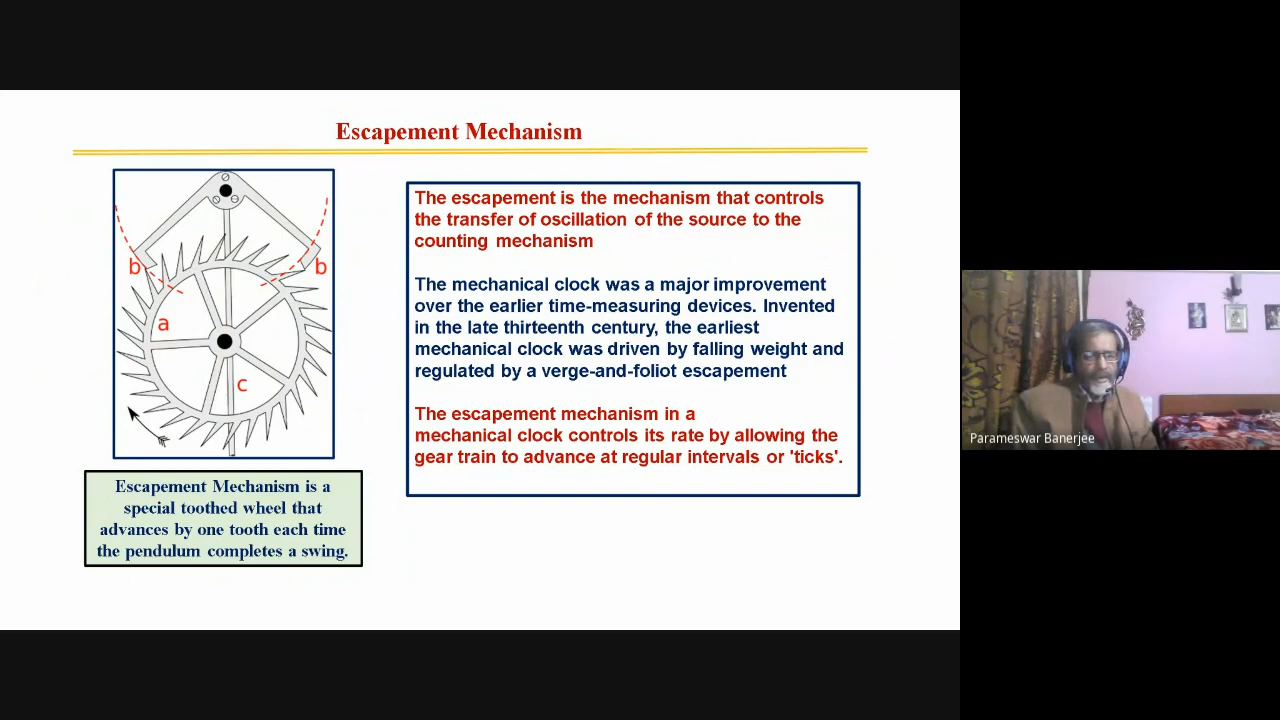 Escapement Mechanism
b
b
a
c
Escapement Mechanism is a
special toothed wheel that
advances by one tooth each time
the pendulum completes a swing.
The escapement is the mechanism that controls
the transfer of oscillation of the source to the
counting mechanism
The mechanical clock was a major improvement
over the earlier time-measuring devices. Invented
in the late thirteenth century, the earliest
mechanical clock was driven by falling weight and
regulated by a verge-and-foliot escapement
The escapement mechanism in a
mechanical clock controls its rate by allowing the
gear train to advance at regular intervals or 'ticks'.
Parameswar Banerjee